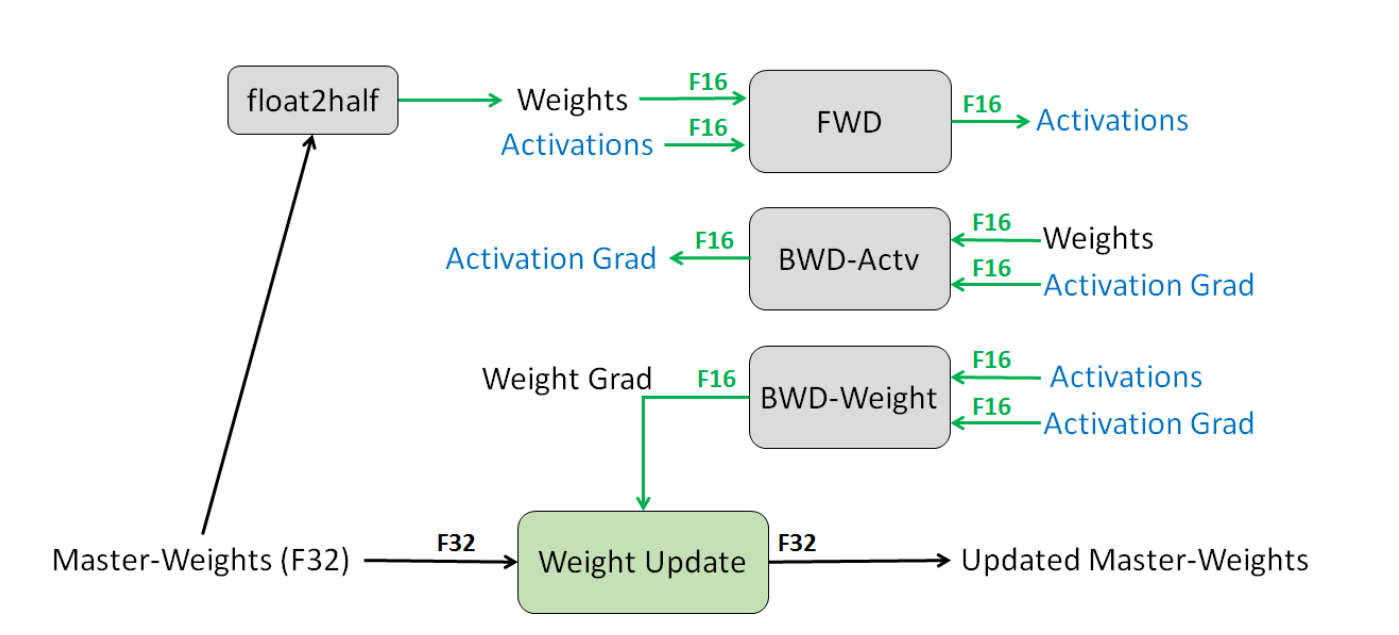 float2half
Weights
F16
Activations
F16
FWD
F16
Activations
Activation Grad
F16
BWD-Actv
F16
Weights
F16
Activation Grad
Weight Grad
F16
BWD-Weight
F16
Activations
F16
Activation Grad
Master-Weights (F32)
F32
Weight Update
F32
Updated Master-Weights